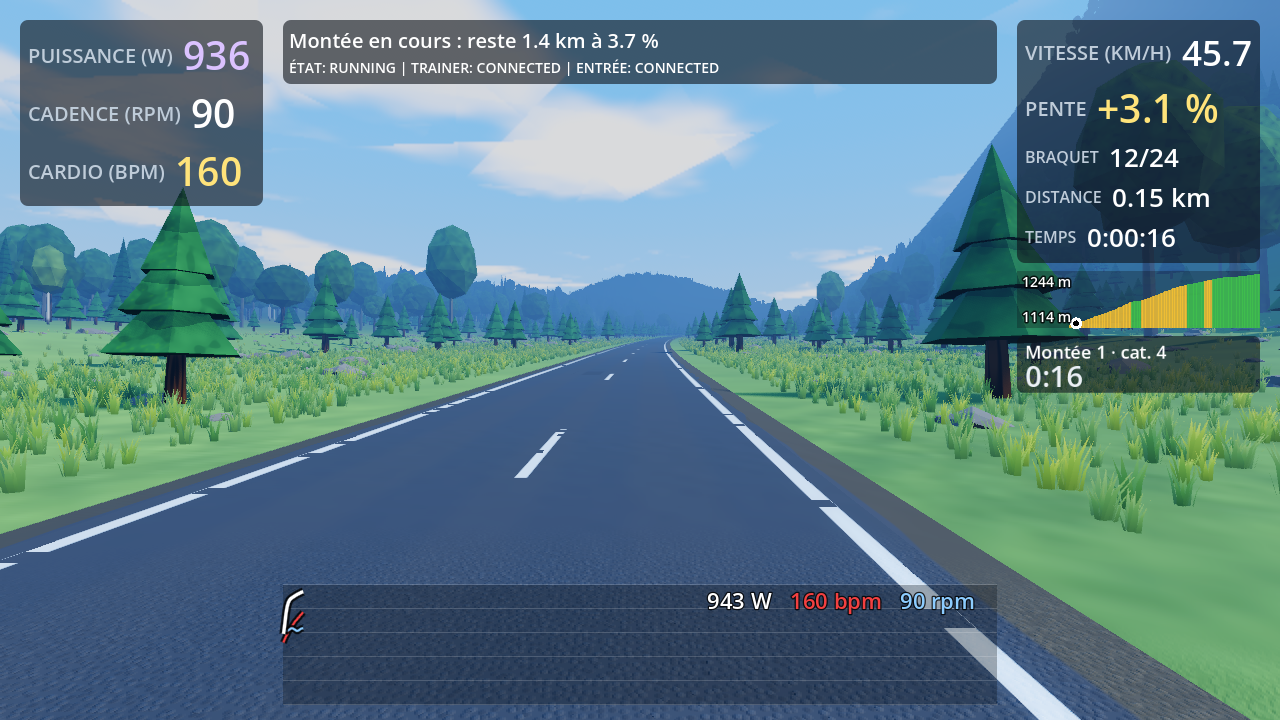 PUISSANCE (W) 936
CADENCE (RPM) 90
CARDIO (BPM) 160
Montée en cours : reste 1.4 km à 3.7 %
ÉTAT: RUNNING | TRAINER: CONNECTED | ENTRÉE: CONNECTED
VITESSE (KM/H) 45.7
PENTE +3.1 %
BRAQUET 12/24
DISTANCE 0.15 km
TEMPS 0:00:16
1244 m
1114 m
Montée 1 · cat. 4
0:16
943 W 160 bpm 90 rpm